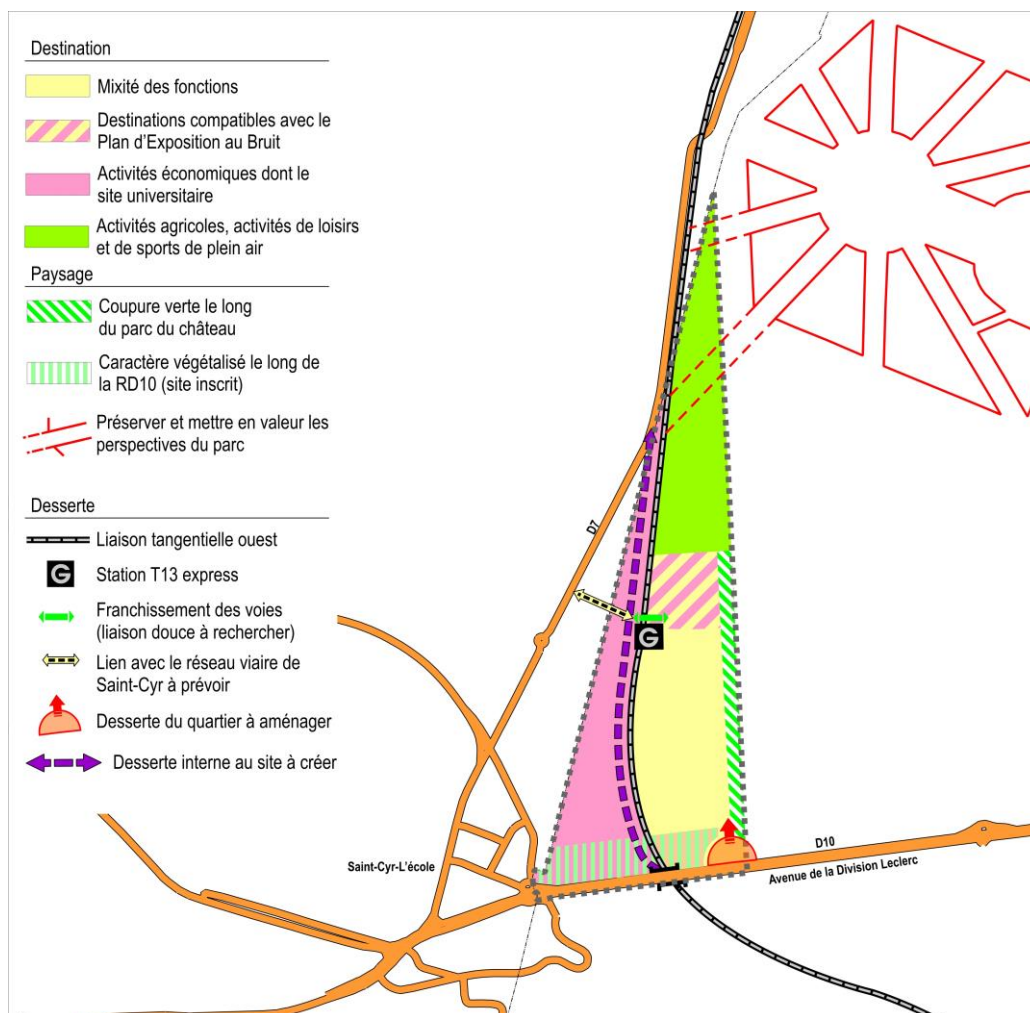 Destination
Mixité des fonctions
Destinations compatibles avec le
Plan d'Exposition au Bruit
Activités économiques dont le
site universitaire
Activités agricoles, activités de loisirs
et de sports de plein air
Paysage
Coupure verte le long
du parc du château
Caractère végétalisé le long de
la RD10 (site inscrit)
Préserver et mettre en valeur les
perspectives du parc
Desserte
Liaison tangentielle ouest
G
Station T13 express
Franchissement des voies
(liaison douce à rechercher)
Lien avec le réseau viaire de
Saint-Cyr à prévoir
Desserte du quartier à aménager
Desserte interne au site à créer
D7
G
Saint-Cyr-L'école
D10
Avenue de la Division Leclerc